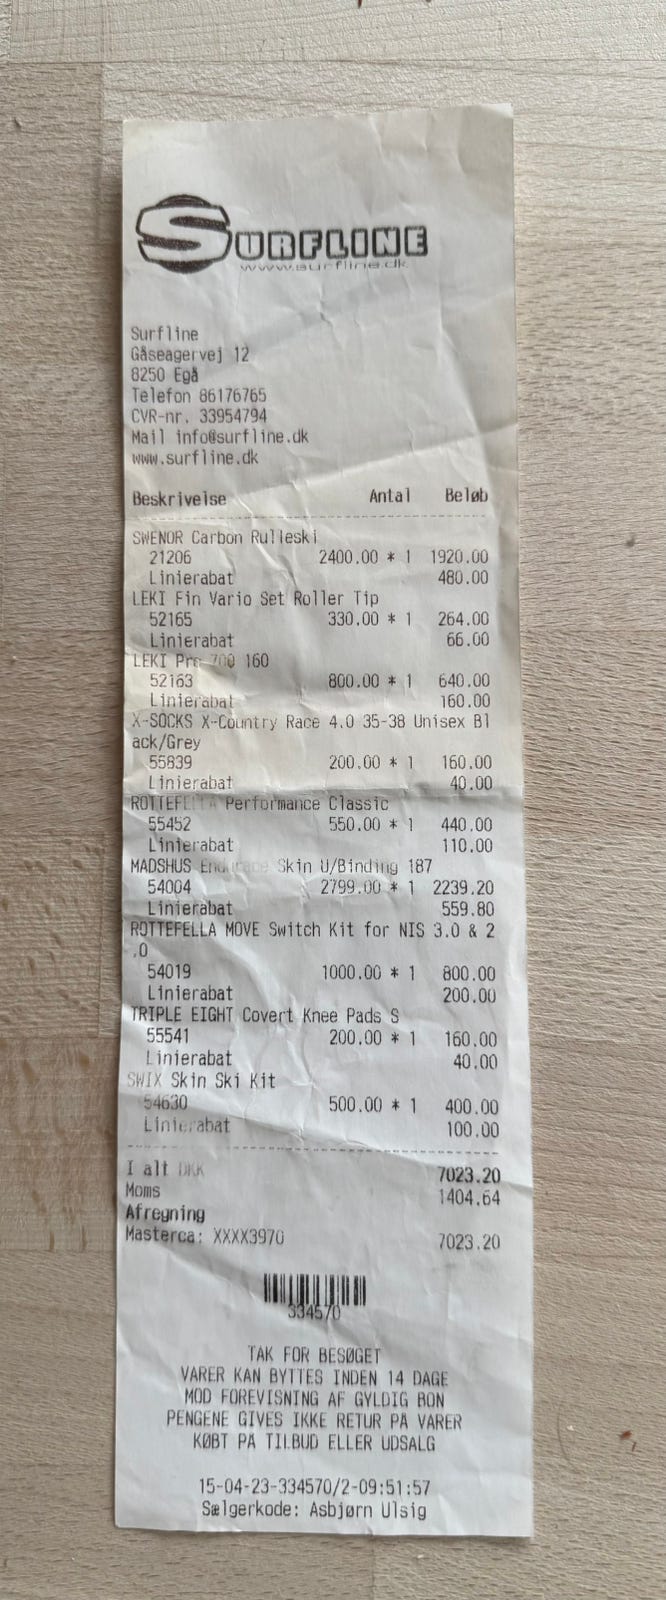 SURFLINE
www.surfline.dk
Surfline
Gåseagervej 12
8250 Egå
Telefon 86176765
CVR-nr. 33954794
Mail info@surfline.dk
www.surfline.dk
Beskrivelse Antal Beløb
SWENOR Carbon Rulleski
21206 2400.00 * 1 1920.00
Linierabat 480.00
LEKI Fin Vario Set Roller Tip
52165 330.00 * 1 264.00
Linierabat 66.00
LEKI Pro 700 160
52163 800.00 * 1 640.00
Linierabat 160.00
X-SOCKS X-Country Race 4.0 35-38 Unisex Bl
ack/Grey
55839 200.00 * 1 160.00
Linierabat 40.00
ROTTEFELLA Performance Classic
55452 550.00 * 1 440.00
Linierabat 110.00
MADSHUS Skin U/Binding 187
54004 2799.00 * 1 2239.20
Linierabat 559.80
ROTTEFELLA MOVE Switch Kit for NIS 3.0 & 2
.0
54019 1000.00 * 1 800.00
Linierabat 200.00
TRIPLE EIGHT Covert Knee Pads S
55541 200.00 * 1 160.00
Linierabat 40.00
SWIX Skin Ski Kit
54630 500.00 * 1 400.00
Linierabat 100.00
I alt DKK 7023.20
Moms 1404.64
Afregning
Masterca: XXXX3970 7023.20
334570
TAK FOR BESØGET
VARER KAN BYTTES INDEN 14 DAGE
MOD FOREVISNING AF GYLDIG BON
PENGENE GIVES IKKE RETUR PÅ VARER
KØBT PÅ TILBUD ELLER UDSALG
15-04-23-334570/2-09:51:57
Sælgerkode: Asbjørn Ulsig